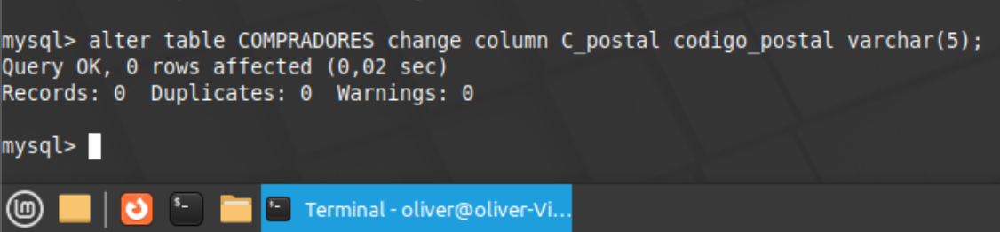 mysql> alter table COMPRADORES change column C_postal codigo_postal varchar(5);
Query OK, 0 rows affected (0,02 sec)
Records: 0  Duplicates: 0  Warnings: 0
mysql>
Terminal - oliver@oliver-Vi...